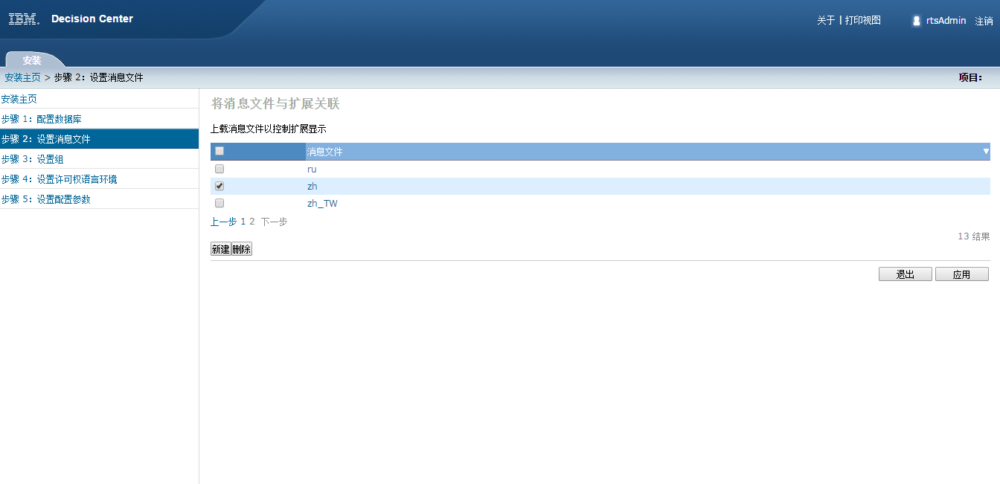 IBM. Decision Center
关于 | 打印视图 rtsAdmin 注销
安装
安装主页 > 步骤 2：设置消息文件 项目：
安装主页
步骤 1：配置数据库
步骤 2：设置消息文件
步骤 3：设置组
步骤 4：设置许可权语言环境
步骤 5：设置配置参数
将消息文件与扩展关联
上载消息文件以控制扩展显示
消息文件
ru
zh
zh_TW
上一步 1 2 下一步
13 结果
新建 删除
退出 应用